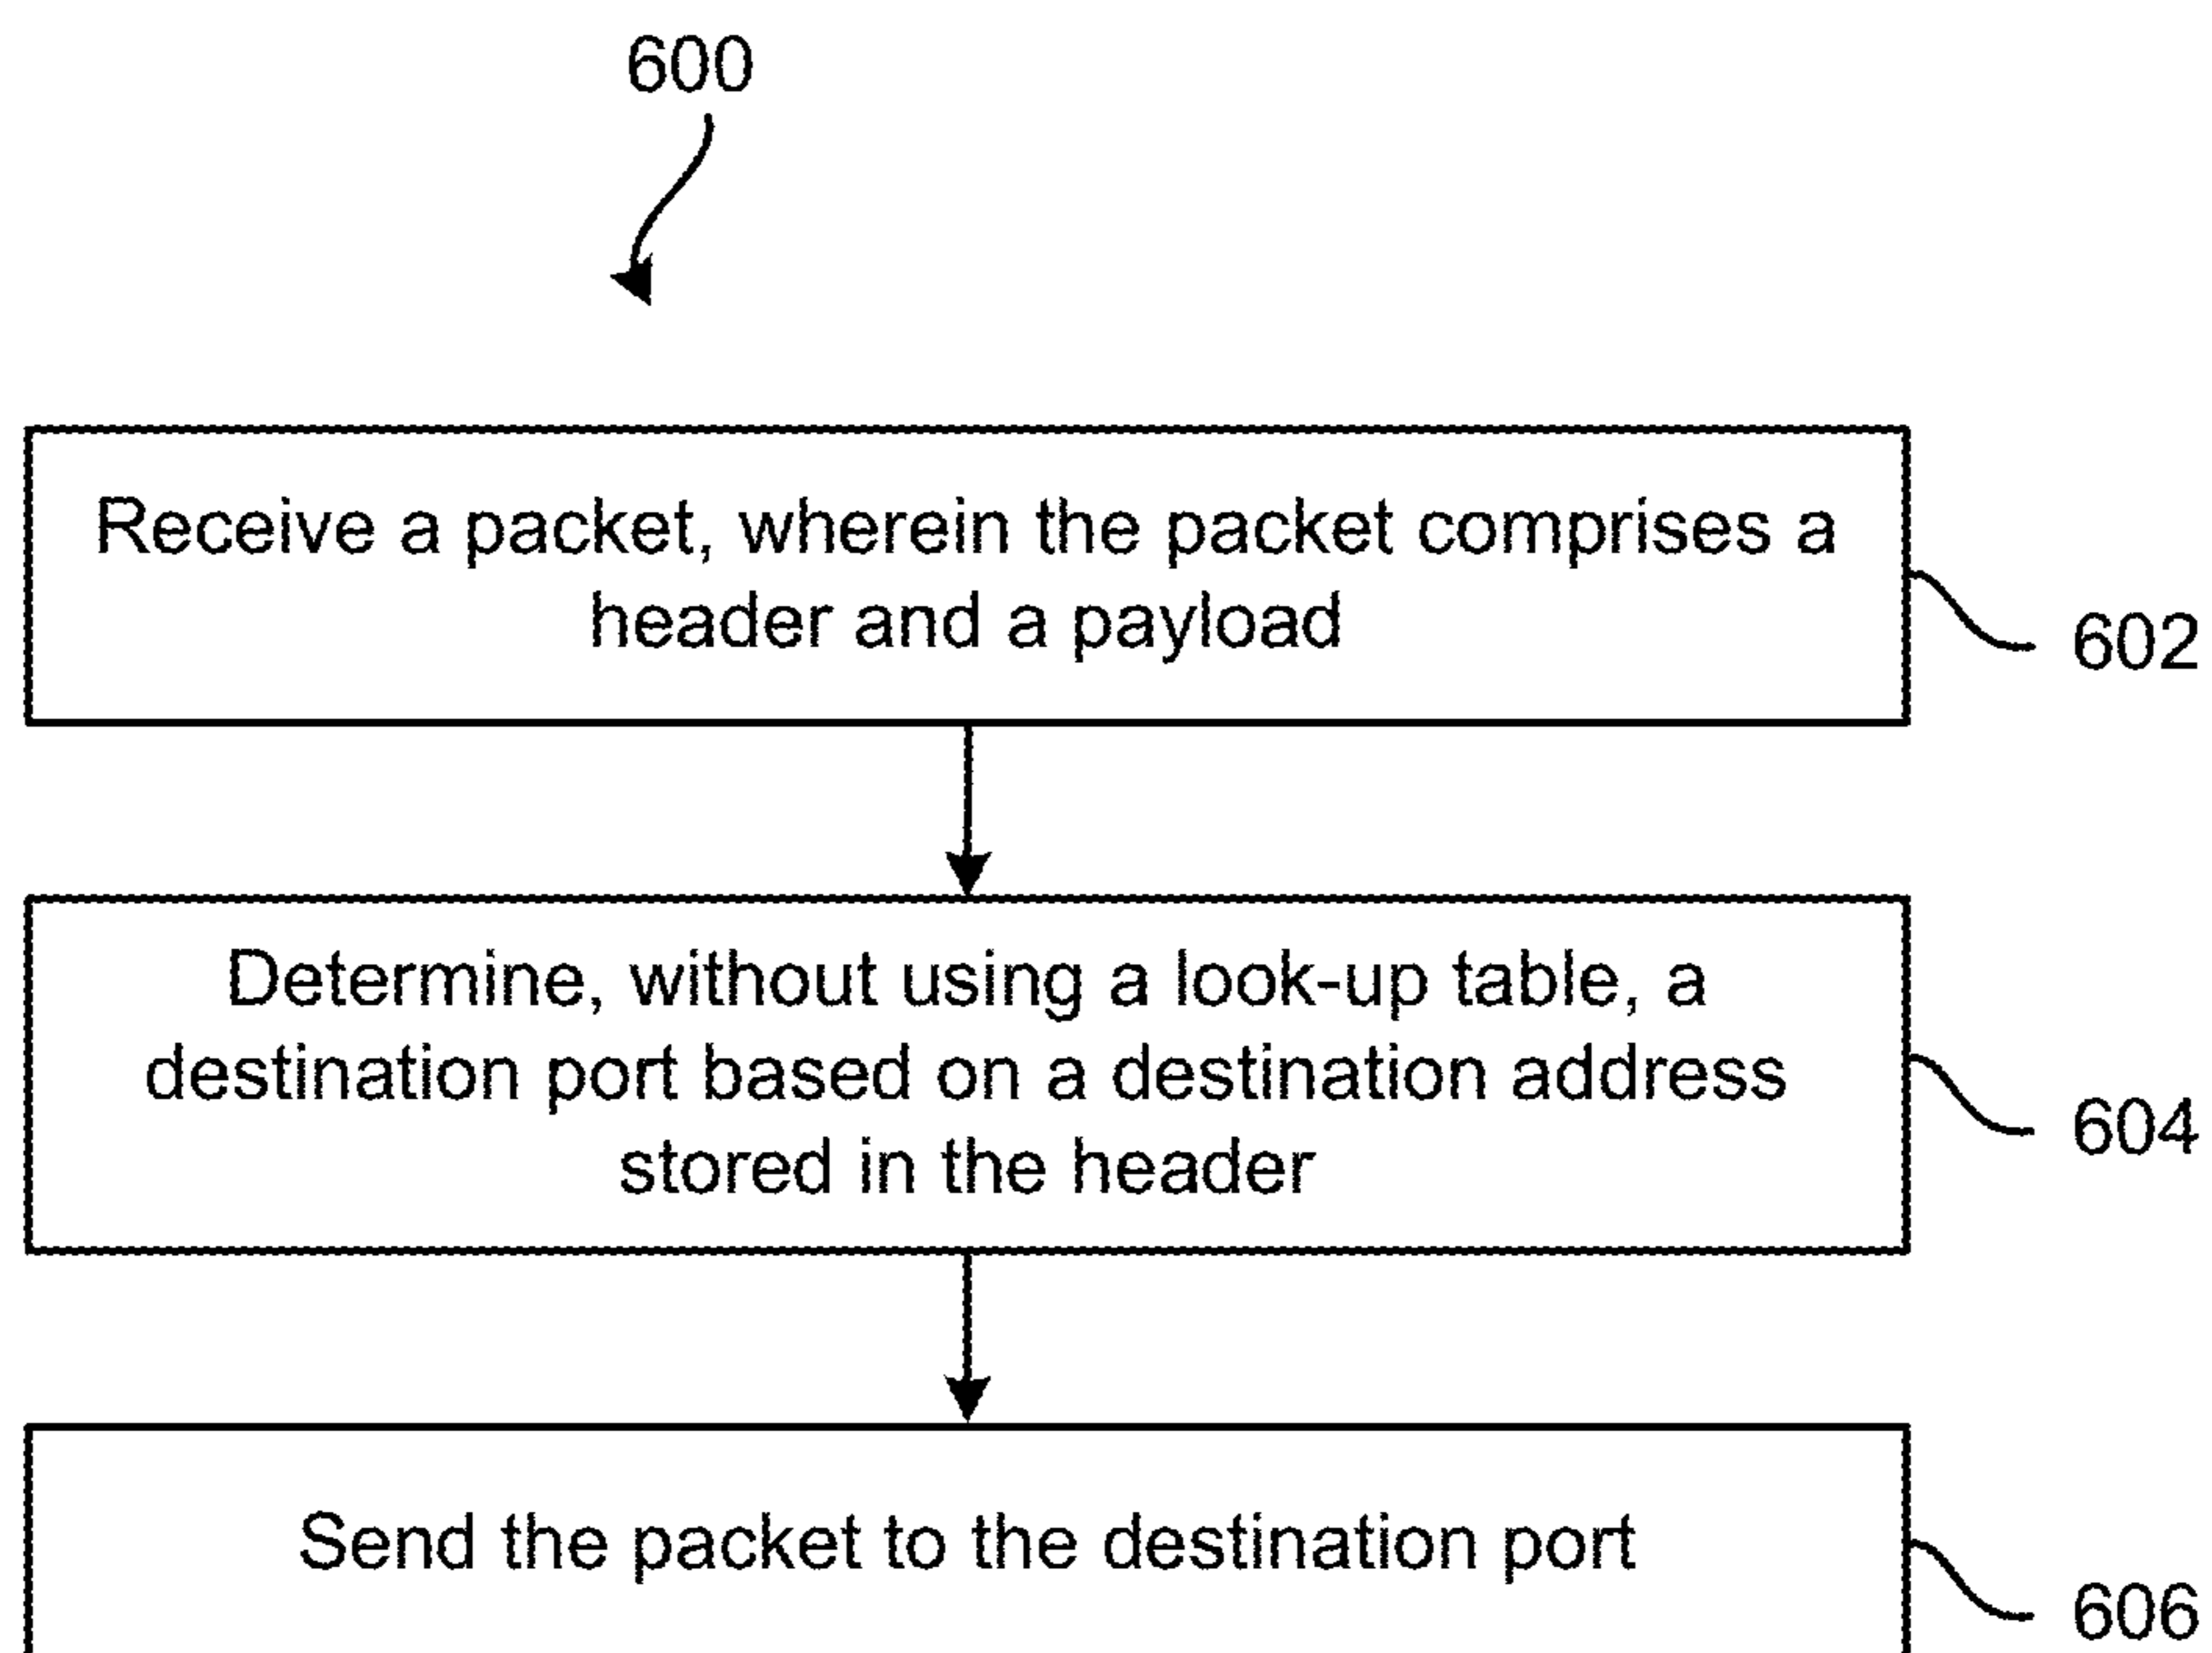 600
Receive a packet, wherein the packet comprises a
header and a payload
602
Determine, without using a look-up table, a
destination port based on a destination address
stored in the header
604
Send the packet to the destination port
606